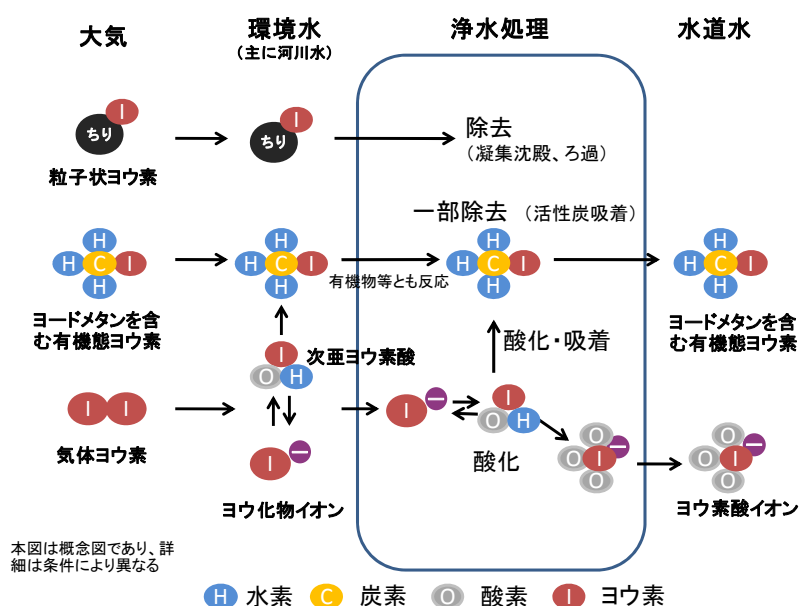 大気
環境水
(主に河川水)
浄水処理
水道水
I
ちり
粒子状ヨウ素
I
ちり
除去
(凝集沈殿、ろ過)
一部除去 (活性炭吸着)
H
H C I
H
ヨードメタンを含
む有機態ヨウ素
H
H C I
H
有機物等とも反応
H
H C I
H
H
H C I
H
ヨードメタンを含
む有機態ヨウ素
酸化・吸着
I
O H
次亜ヨウ素酸
I I
気体ヨウ素
I −
ヨウ化物イオン
I −
I
O H
酸化
O −
O I
O
O −
O I
O
ヨウ素酸イオン
本図は概念図であり、詳
細は条件により異なる
H 水素 C 炭素 O 酸素 I ヨウ素